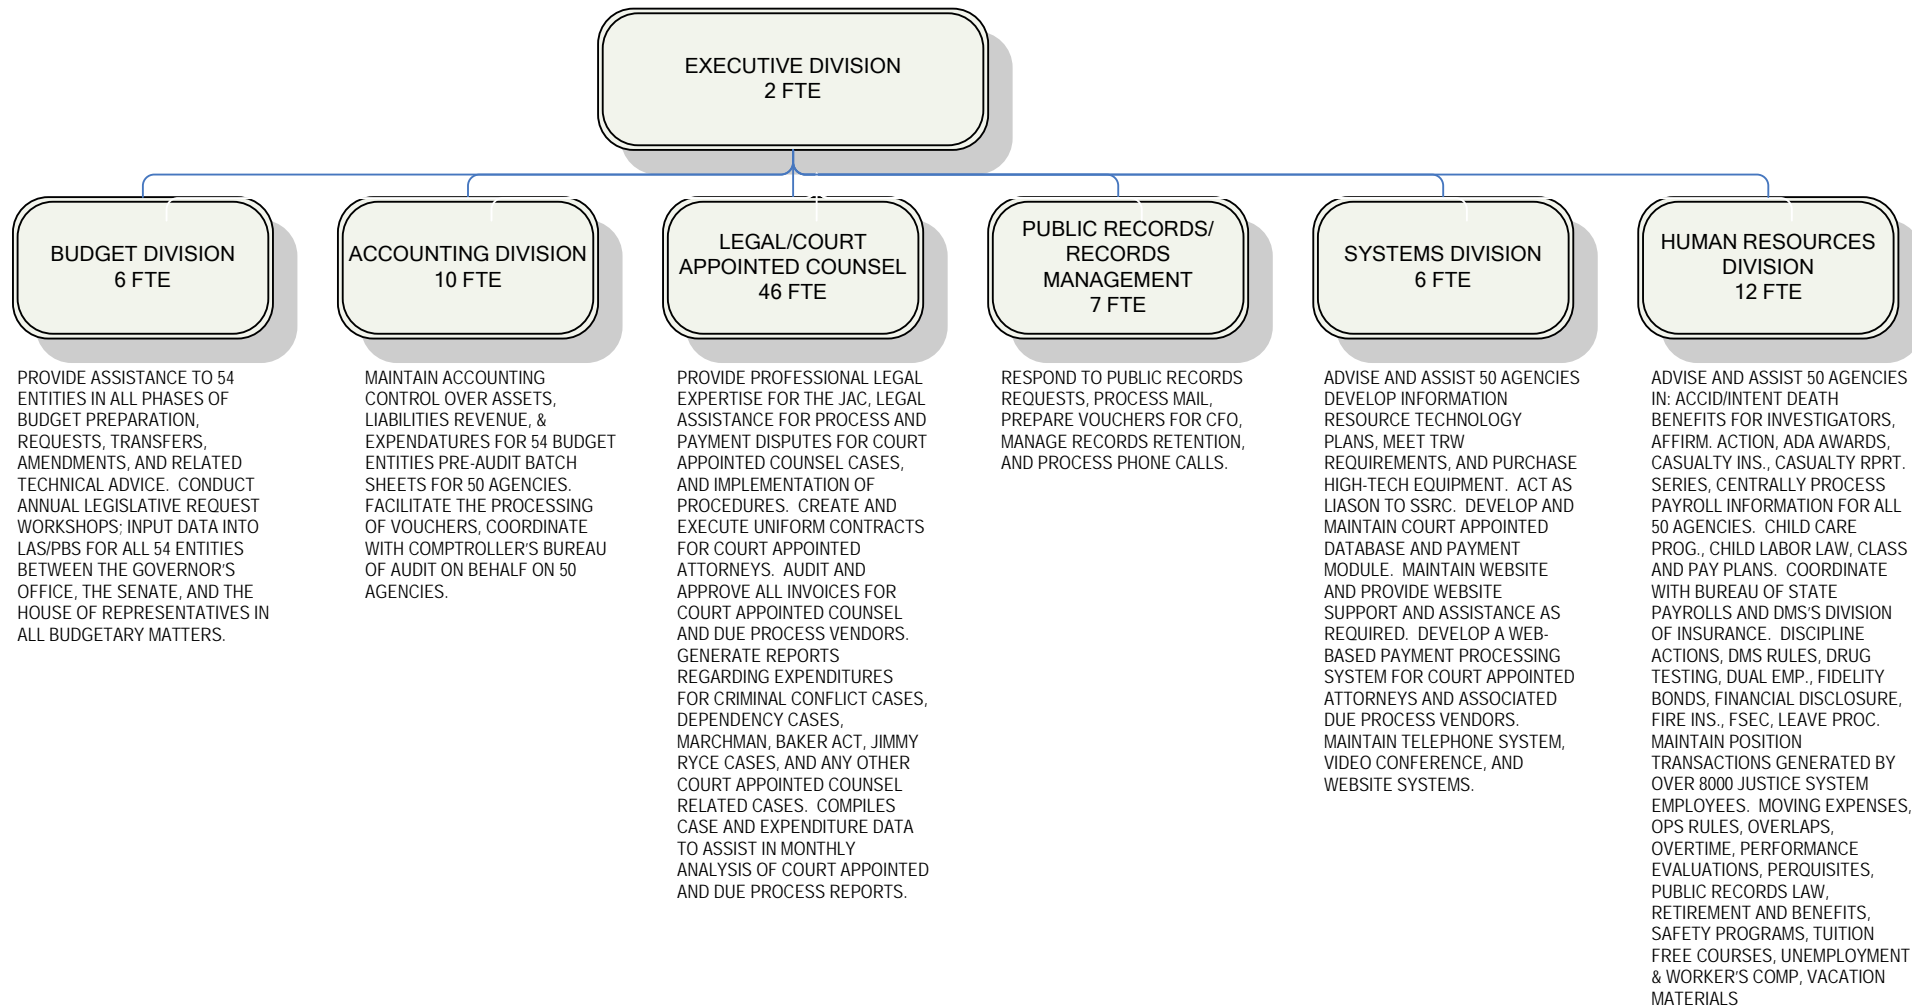 EXECUTIVE DIVISION
2 FTE
BUDGET DIVISION
6 FTE
ACCOUNTING DIVISION
10 FTE
LEGAL/COURT
APPOINTED COUNSEL
46 FTE
PUBLIC RECORDS/
RECORDS
MANAGEMENT
7 FTE
SYSTEMS DIVISION
6 FTE
HUMAN RESOURCES
DIVISION
12 FTE
PROVIDE ASSISTANCE TO 54
ENTITIES IN ALL PHASES OF
BUDGET PREPARATION,
REQUESTS, TRANSFERS,
AMENDMENTS, AND RELATED
TECHNICAL ADVICE. CONDUCT
ANNUAL LEGISLATIVE REQUEST
WORKSHOPS; INPUT DATA INTO
LAS/PBS FOR ALL 54 ENTITIES
BETWEEN THE GOVERNOR'S
OFFICE, THE SENATE, AND THE
HOUSE OF REPRESENTATIVES IN
ALL BUDGETARY MATTERS.
MAINTAIN ACCOUNTING
CONTROL OVER ASSETS,
LIABILITIES REVENUE, &
EXPENDATURES FOR 54 BUDGET
ENTITIES PRE-AUDIT BATCH
SHEETS FOR 50 AGENCIES.
FACILITATE THE PROCESSING
OF VOUCHERS, COORDINATE
WITH COMPTROLLER'S BUREAU
OF AUDIT ON BEHALF ON 50
AGENCIES.
PROVIDE PROFESSIONAL LEGAL
EXPERTISE FOR THE JAC, LEGAL
ASSISTANCE FOR PROCESS AND
PAYMENT DISPUTES FOR COURT
APPOINTED COUNSEL CASES,
AND IMPLEMENTATION OF
PROCEDURES. CREATE AND
EXECUTE UNIFORM CONTRACTS
FOR COURT APPOINTED
ATTORNEYS. AUDIT AND
APPROVE ALL INVOICES FOR
COURT APPOINTED COUNSEL
AND DUE PROCESS VENDORS.
GENERATE REPORTS
REGARDING EXPENDITURES
FOR CRIMINAL CONFLICT CASES,
DEPENDENCY CASES,
MARCHMAN, BAKER ACT, JIMMY
RYCE CASES, AND ANY OTHER
COURT APPOINTED COUNSEL
RELATED CASES. COMPILES
CASE AND EXPENDITURE DATA
TO ASSIST IN MONTHLY
ANALYSIS OF COURT APPOINTED
AND DUE PROCESS REPORTS.
RESPOND TO PUBLIC RECORDS
REQUESTS, PROCESS MAIL,
PREPARE VOUCHERS FOR CFO,
MANAGE RECORDS RETENTION,
AND PROCESS PHONE CALLS.
ADVISE AND ASSIST 50 AGENCIES
DEVELOP INFORMATION
RESOURCE TECHNOLOGY
PLANS, MEET TRW
REQUIREMENTS, AND PURCHASE
HIGH-TECH EQUIPMENT. ACT AS
LIASON TO SSRC. DEVELOP AND
MAINTAIN COURT APPOINTED
DATABASE AND PAYMENT
MODULE. MAINTAIN WEBSITE
AND PROVIDE WEBSITE
SUPPORT AND ASSISTANCE AS
REQUIRED. DEVELOP A WEB-
BASED PAYMENT PROCESSING
SYSTEM FOR COURT APPOINTED
ATTORNEYS AND ASSOCIATED
DUE PROCESS VENDORS.
MAINTAIN TELEPHONE SYSTEM,
VIDEO CONFERENCE, AND
WEBSITE SYSTEMS.
ADVISE AND ASSIST 50 AGENCIES
IN: ACCID/INTENT DEATH
BENEFITS FOR INVESTIGATORS,
AFFIRM. ACTION, ADA AWARDS,
CASUALTY INS., CASUALTY RPRT.
SERIES, CENTRALLY PROCESS
PAYROLL INFORMATION FOR ALL
50 AGENCIES. CHILD CARE
PROG., CHILD LABOR LAW, CLASS
AND PAY PLANS. COORDINATE
WITH BUREAU OF STATE
PAYROLLS AND DMS'S DIVISION
OF INSURANCE. DISCIPLINE
ACTIONS, DMS RULES, DRUG
TESTING, DUAL EMP., FIDELITY
BONDS, FINANCIAL DISCLOSURE,
FIRE INS., FSEC, LEAVE PROC.
MAINTAIN POSITION
TRANSACTIONS GENERATED BY
OVER 8000 JUSTICE SYSTEM
EMPLOYEES. MOVING EXPENSES,
OPS RULES, OVERLAPS,
OVERTIME, PERFORMANCE
EVALUATIONS, PERQUISITES,
PUBLIC RECORDS LAW,
RETIREMENT AND BENEFITS,
SAFETY PROGRAMS, TUITION
FREE COURSES, UNEMPLOYMENT
& WORKER'S COMP, VACATION
MATERIALS